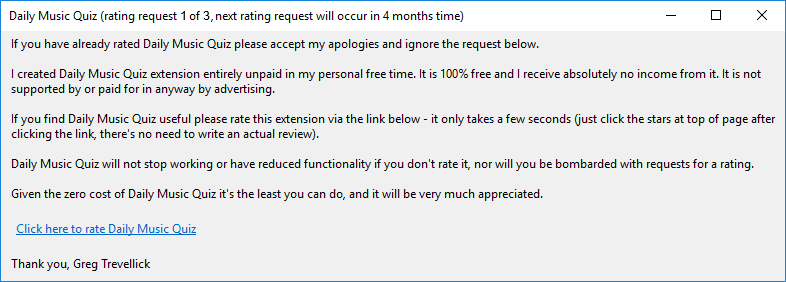 Daily Music Quiz (rating request 1 of 3, next rating request will occur in 4 months time)
If you have already rated Daily Music Quiz please accept my apologies and ignore the request below.
I created Daily Music Quiz extension entirely unpaid in my personal free time. It is 100% free and I receive absolutely no income from it. It is not
supported by or paid for in anyway by advertising.
If you find Daily Music Quiz useful please rate this extension via the link below - it only takes a few seconds (just click the stars at top of page after
clicking the link, there's no need to write an actual review).
Daily Music Quiz will not stop working or have reduced functionality if you don't rate it, nor will you be bombarded with requests for a rating.
Given the zero cost of Daily Music Quiz it's the least you can do, and it will be very much appreciated.
Click here to rate Daily Music Quiz
Thank you, Greg Trevellick